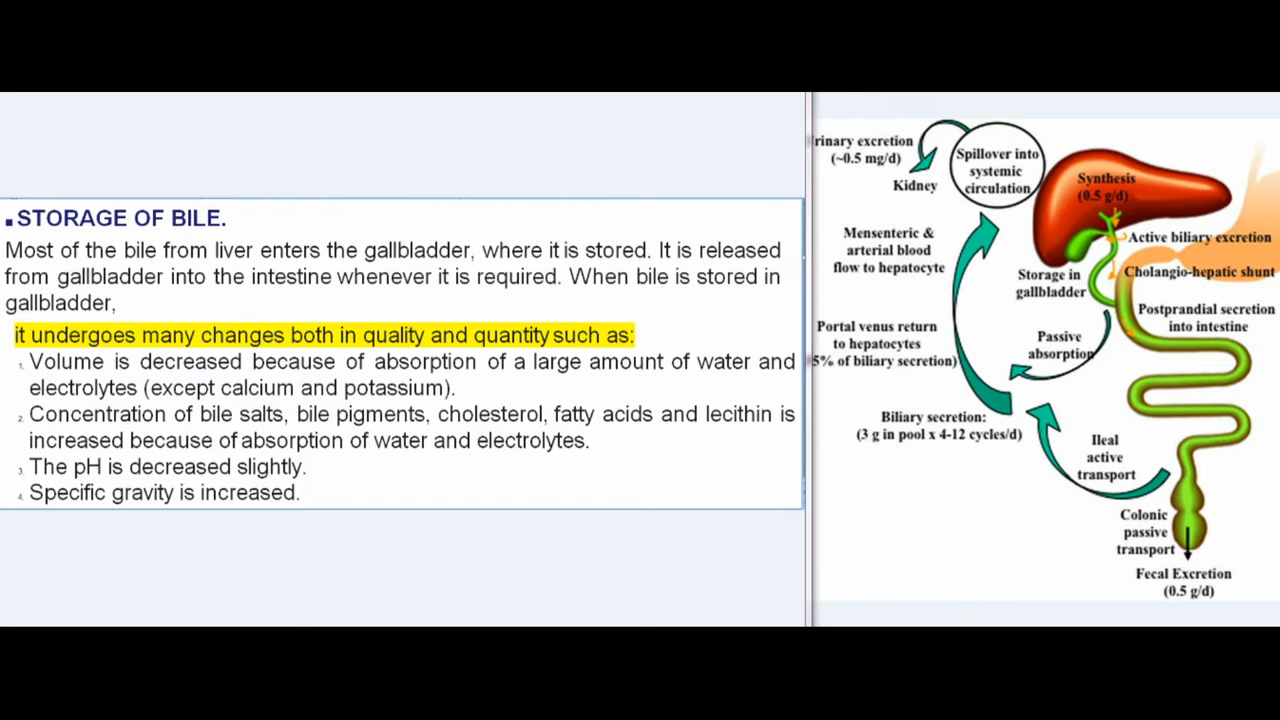 ▪STORAGE OF BILE.
Most of the bile from liver enters the gallbladder, where it is stored. It is released
from gallbladder into the intestine whenever it is required. When bile is stored in
gallbladder,
it undergoes many changes both in quality and quantity such as:
1. Volume is decreased because of absorption of a large amount of water and
electrolytes (except calcium and potassium).
2. Concentration of bile salts, bile pigments, cholesterol, fatty acids and lecithin is
increased because of absorption of water and electrolytes.
3. The pH is decreased slightly.
4. Specific gravity is increased.
rinary excretion
(~0.5 mg/d)
Kidney
Spillover into
systemic
circulation
Synthesis
(0.5 g/d)
Active biliary excretion
Cholangio-hepatic shunt
Mensenteric &
arterial blood
flow to hepatocyte
Storage in
gallbladder
Postprandial secretion
into intestine
Portal venus return
to hepatocytes
5% of biliary secretion)
Passive
absorption
Biliary secretion:
(3 g in pool x 4-12 cycles/d)
Ileal
active
transport
Colonic
passive
transport
Fecal Excretion
(0.5 g/d)